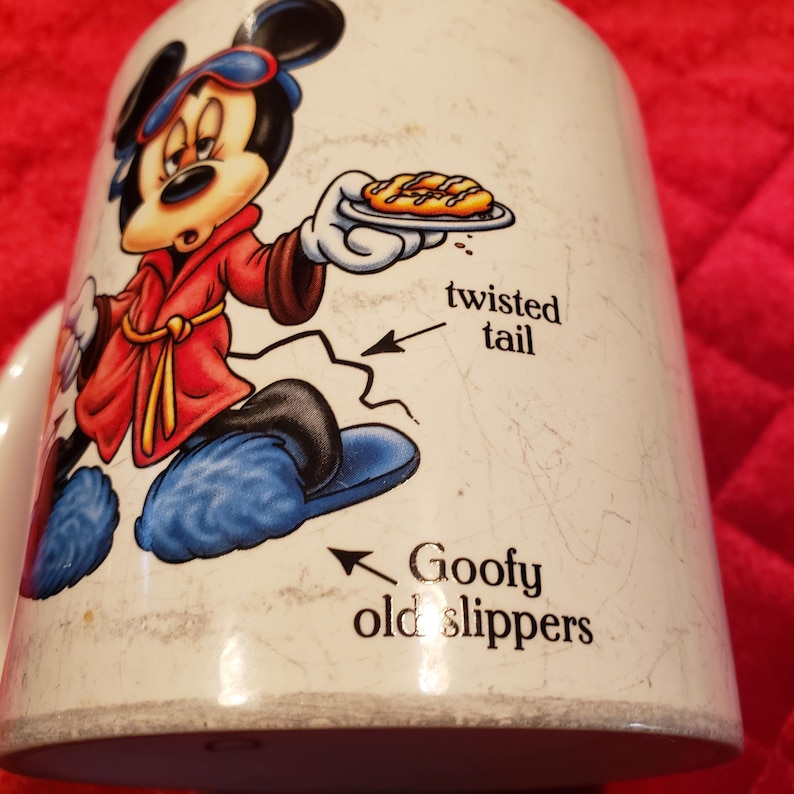 twisted
tail
Goofy
old slippers